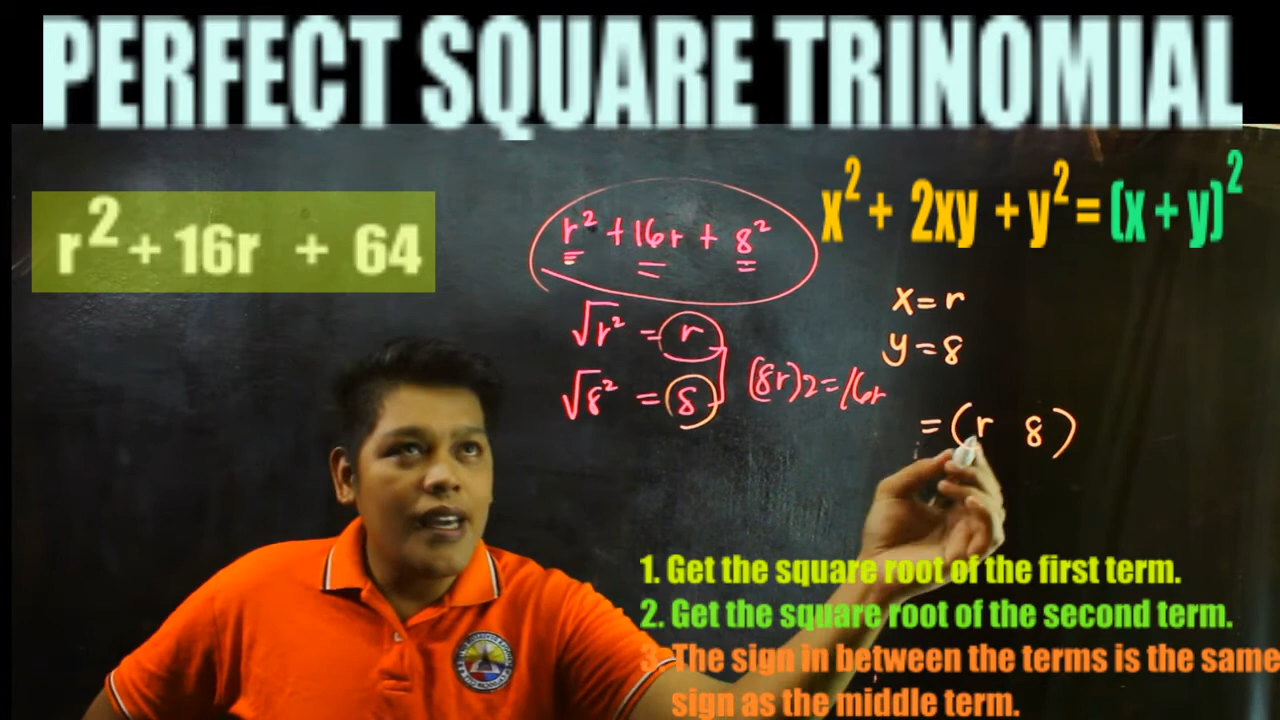 PERFECT SQUARE TRINOMIAL
r² + 16r + 64
r² + 16r + 8²
x² + 2xy + y² = (x + y)²
√r² = r
√8² = 8
(8r)2 = 16r
x = r
y = 8
= (r 8)
1. Get the square root of the first term.
2. Get the square root of the second term.
3. The sign in between the terms is the same
sign as the middle term.